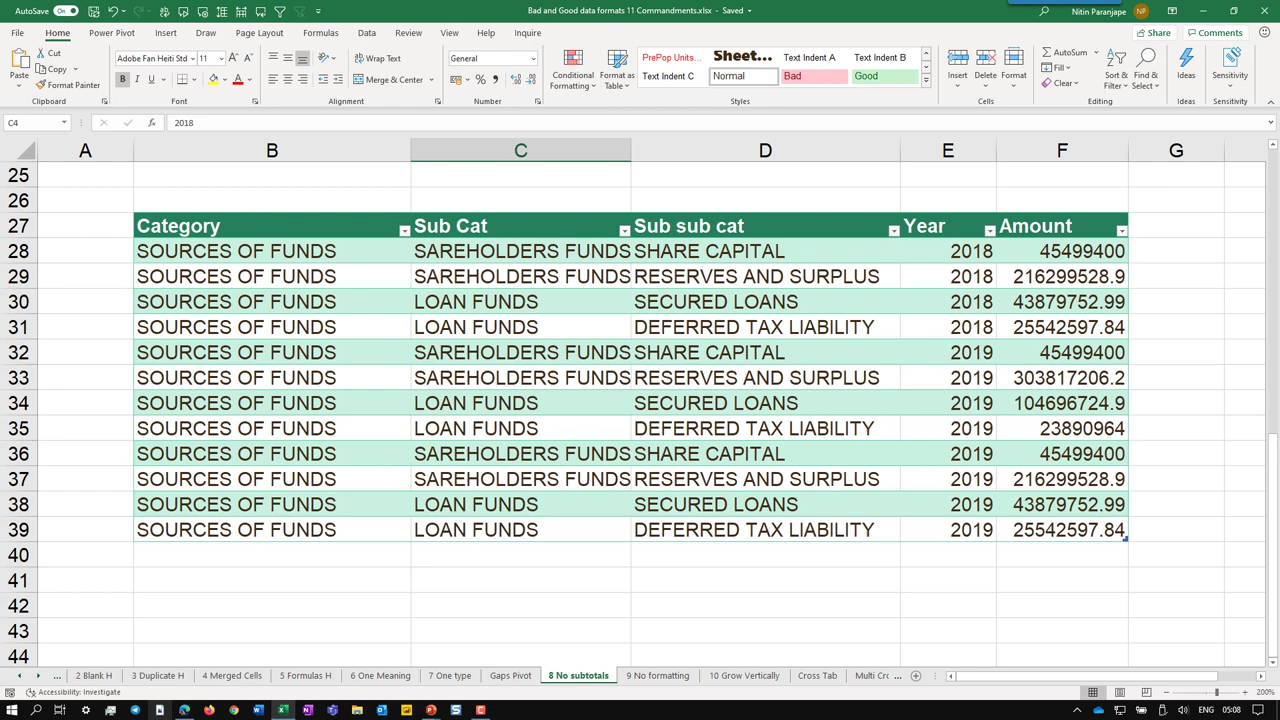 AutoSave On
Bad and Good data formats 11 Commandments.xlsx - Saved
Nitin Paranjape NP
File Home Power Pivot Insert Draw Page Layout Formulas Data Review View Help Inquire
Share Comments
Paste
Cut
Copy
Format Painter
Clipboard
Adobe Fan Heiti Std 11
B I U
Font
Wrap Text
Merge & Center
Alignment
General
Number
Conditional Formatting
Format as Table
PrePop Units... Sheet... Text Indent A Text Indent B
Text Indent C Normal Bad Good
Styles
Insert Delete Format
Cells
AutoSum
Fill
Clear
Sort & Filter
Find & Select
Editing
Ideas
Ideas
Sensitivity
Sensitivity
C4 fx 2018
A B C D E F G
25
26
27 Category Sub Cat Sub sub cat Year Amount
28 SOURCES OF FUNDS SAREHOLDERS FUNDS SHARE CAPITAL 2018 45499400
29 SOURCES OF FUNDS SAREHOLDERS FUNDS RESERVES AND SURPLUS 2018 216299528.9
30 SOURCES OF FUNDS LOAN FUNDS SECURED LOANS 2018 43879752.99
31 SOURCES OF FUNDS LOAN FUNDS DEFERRED TAX LIABILITY 2018 25542597.84
32 SOURCES OF FUNDS SAREHOLDERS FUNDS SHARE CAPITAL 2019 45499400
33 SOURCES OF FUNDS SAREHOLDERS FUNDS RESERVES AND SURPLUS 2019 303817206.2
34 SOURCES OF FUNDS LOAN FUNDS SECURED LOANS 2019 104696724.9
35 SOURCES OF FUNDS LOAN FUNDS DEFERRED TAX LIABILITY 2019 23890964
36 SOURCES OF FUNDS SAREHOLDERS FUNDS SHARE CAPITAL 2019 45499400
37 SOURCES OF FUNDS SAREHOLDERS FUNDS RESERVES AND SURPLUS 2019 216299528.9
38 SOURCES OF FUNDS LOAN FUNDS SECURED LOANS 2019 43879752.99
39 SOURCES OF FUNDS LOAN FUNDS DEFERRED TAX LIABILITY 2019 25542597.84
40
41
42
43
44
... 2 Blank H 3 Duplicate H 4 Merged Cells 5 Formulas H 6 One Meaning 7 One type Gaps Pivot 8 No subtotals 9 No formatting 10 Grow Vertically Cross Tab Multi Crc ...
Accessibility: Investigate
200%
ENG 05:08